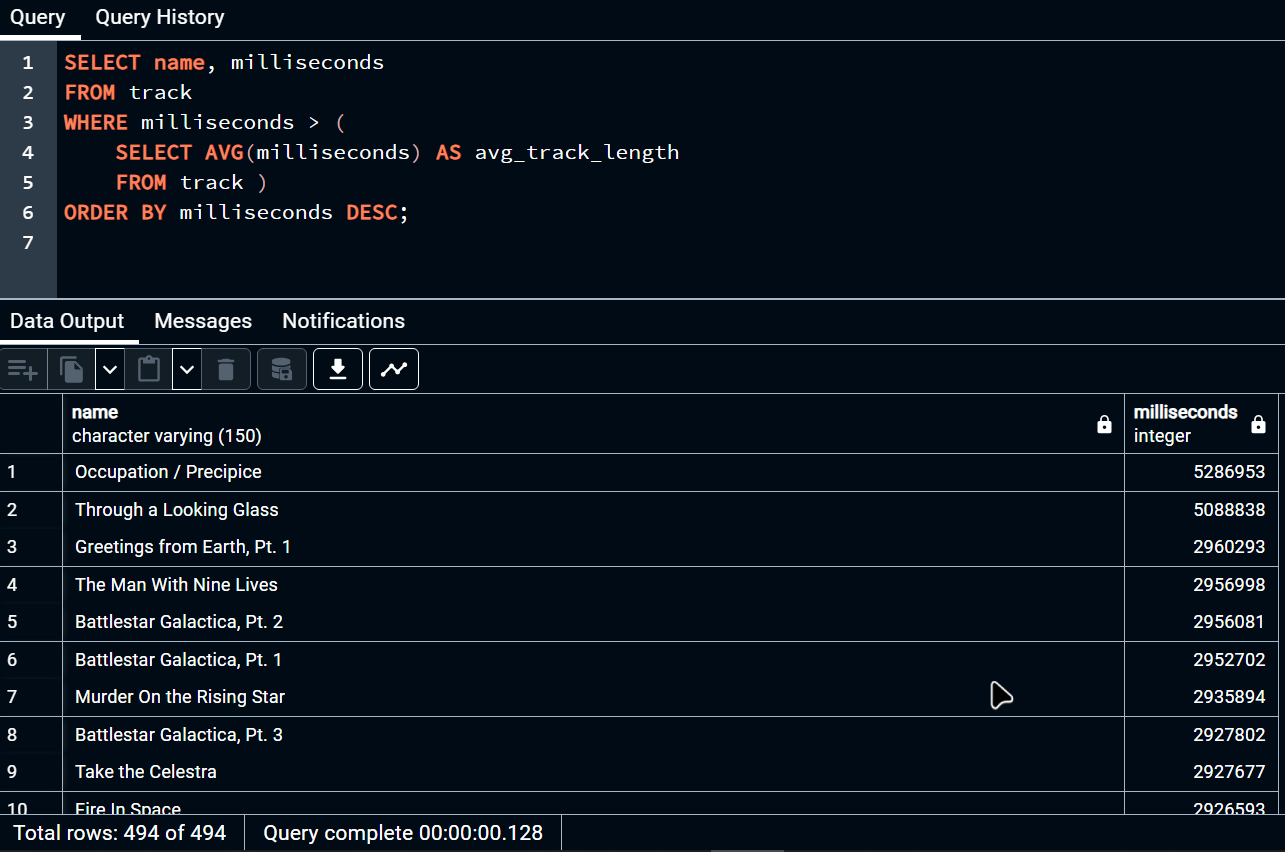 Query Query History
1 SELECT name, milliseconds
2 FROM track
3 WHERE milliseconds > (
4 SELECT AVG(milliseconds) AS avg_track_length
5 FROM track )
6 ORDER BY milliseconds DESC;
7
Data Output Messages Notifications
name milliseconds
character varying (150) integer
1 Occupation / Precipice 5286953
2 Through a Looking Glass 5088838
3 Greetings from Earth, Pt. 1 2960293
4 The Man With Nine Lives 2956998
5 Battlestar Galactica, Pt. 2 2956081
6 Battlestar Galactica, Pt. 1 2952702
7 Murder On the Rising Star 2935894
8 Battlestar Galactica, Pt. 3 2927802
9 Take the Celestra 2927677
10 Fire In Space 2926593
Total rows: 494 of 494 Query complete 00:00:00.128